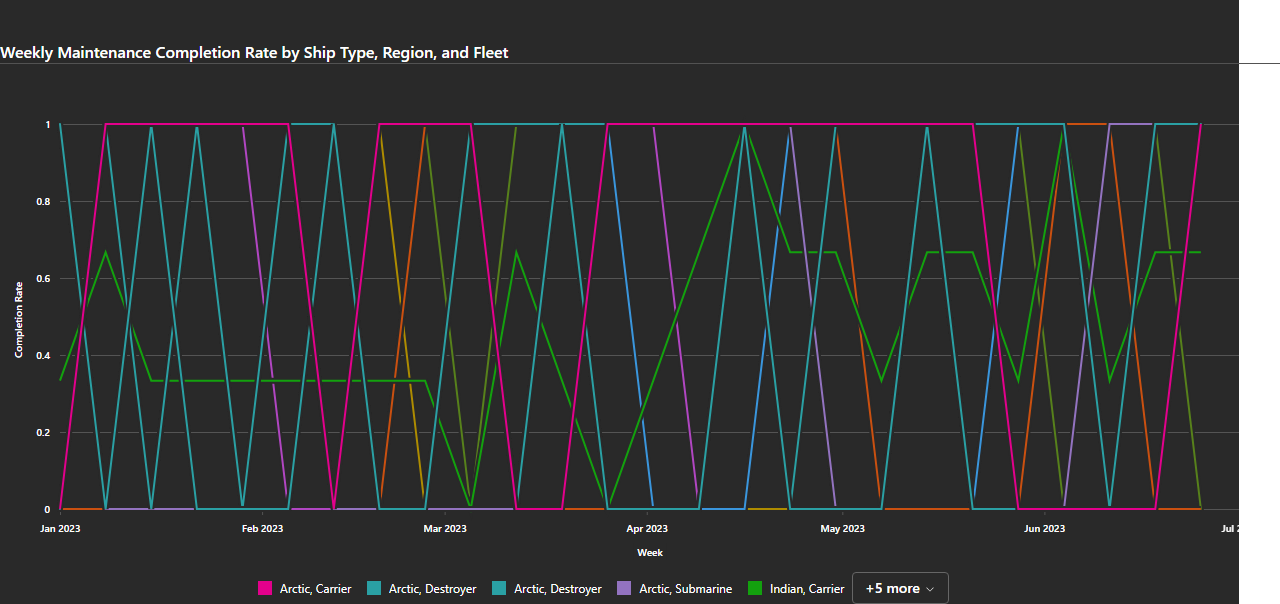 Weekly Maintenance Completion Rate by Ship Type, Region, and Fleet
1
0.8
0.6
0.4
0.2
0
Completion Rate
Jan 2023 Feb 2023 Mar 2023 Apr 2023 May 2023 Jun 2023 Jul 2
Week
Arctic, Carrier Arctic, Destroyer Arctic, Destroyer Arctic, Submarine Indian, Carrier +5 more